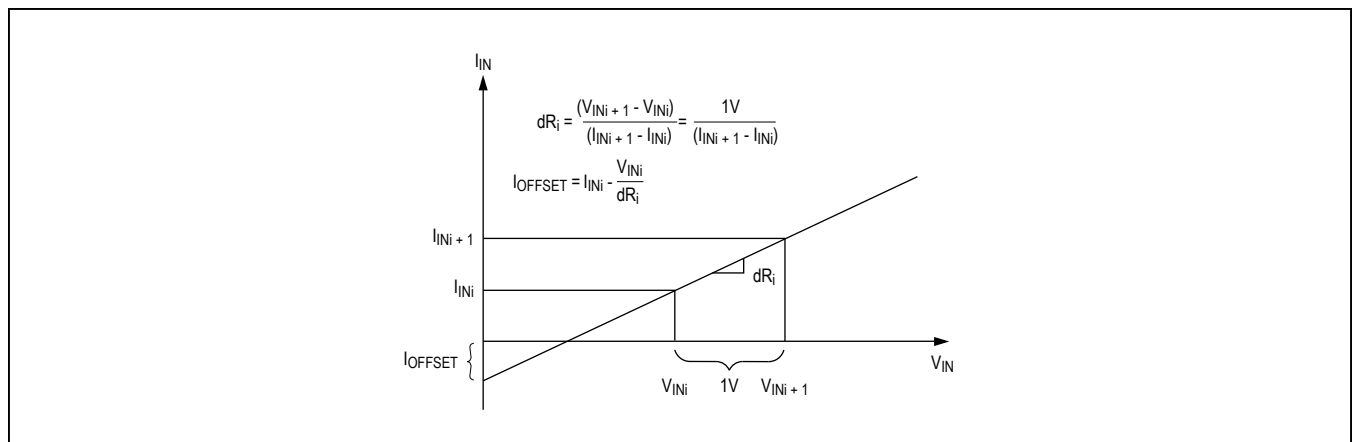 I_IN
dR_i = (V_INi + 1 - V_INi) / (I_INi + 1 - I_INi) = 1V / (I_INi + 1 - I_INi)
I_OFFSET = I_INi - V_INi / dR_i
I_INi + 1
dR_i
I_INi
I_OFFSET
V_IN
V_INi 1V V_INi + 1